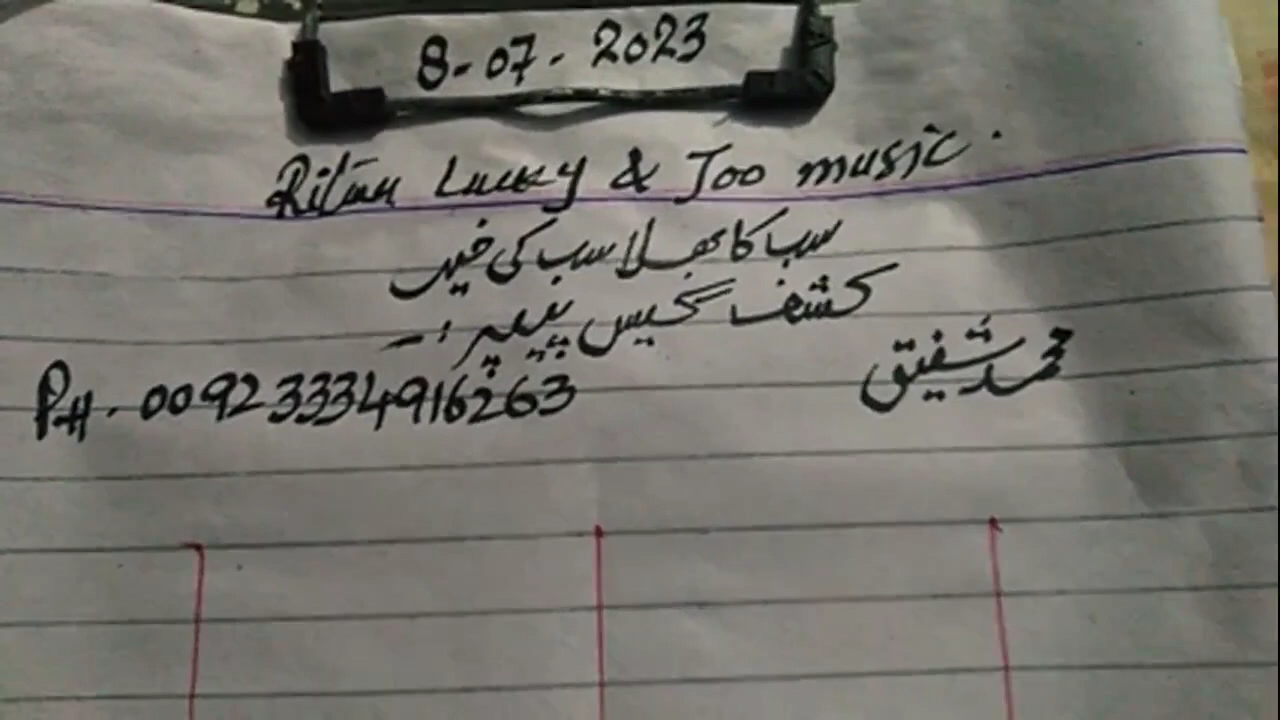 8-07-2023
Ritam Lucky & Joo music.
سب کا بھلا سب کی خیر
کشف گیس پیپر :-
محمد شفیق
PH. 00923334916263